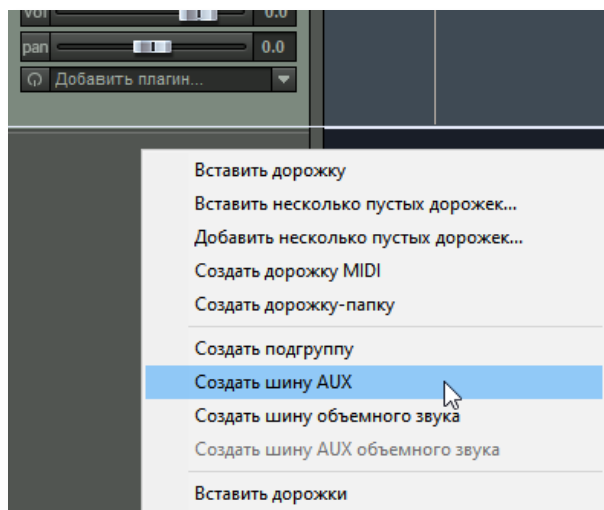 vol 0.0
pan 0.0
Добавить плагин...
Вставить дорожку
Вставить несколько пустых дорожек...
Добавить несколько пустых дорожек...
Создать дорожку MIDI
Создать дорожку-папку
Создать подгруппу
Создать шину AUX
Создать шину объемного звука
Создать шину AUX объемного звука
Вставить дорожки